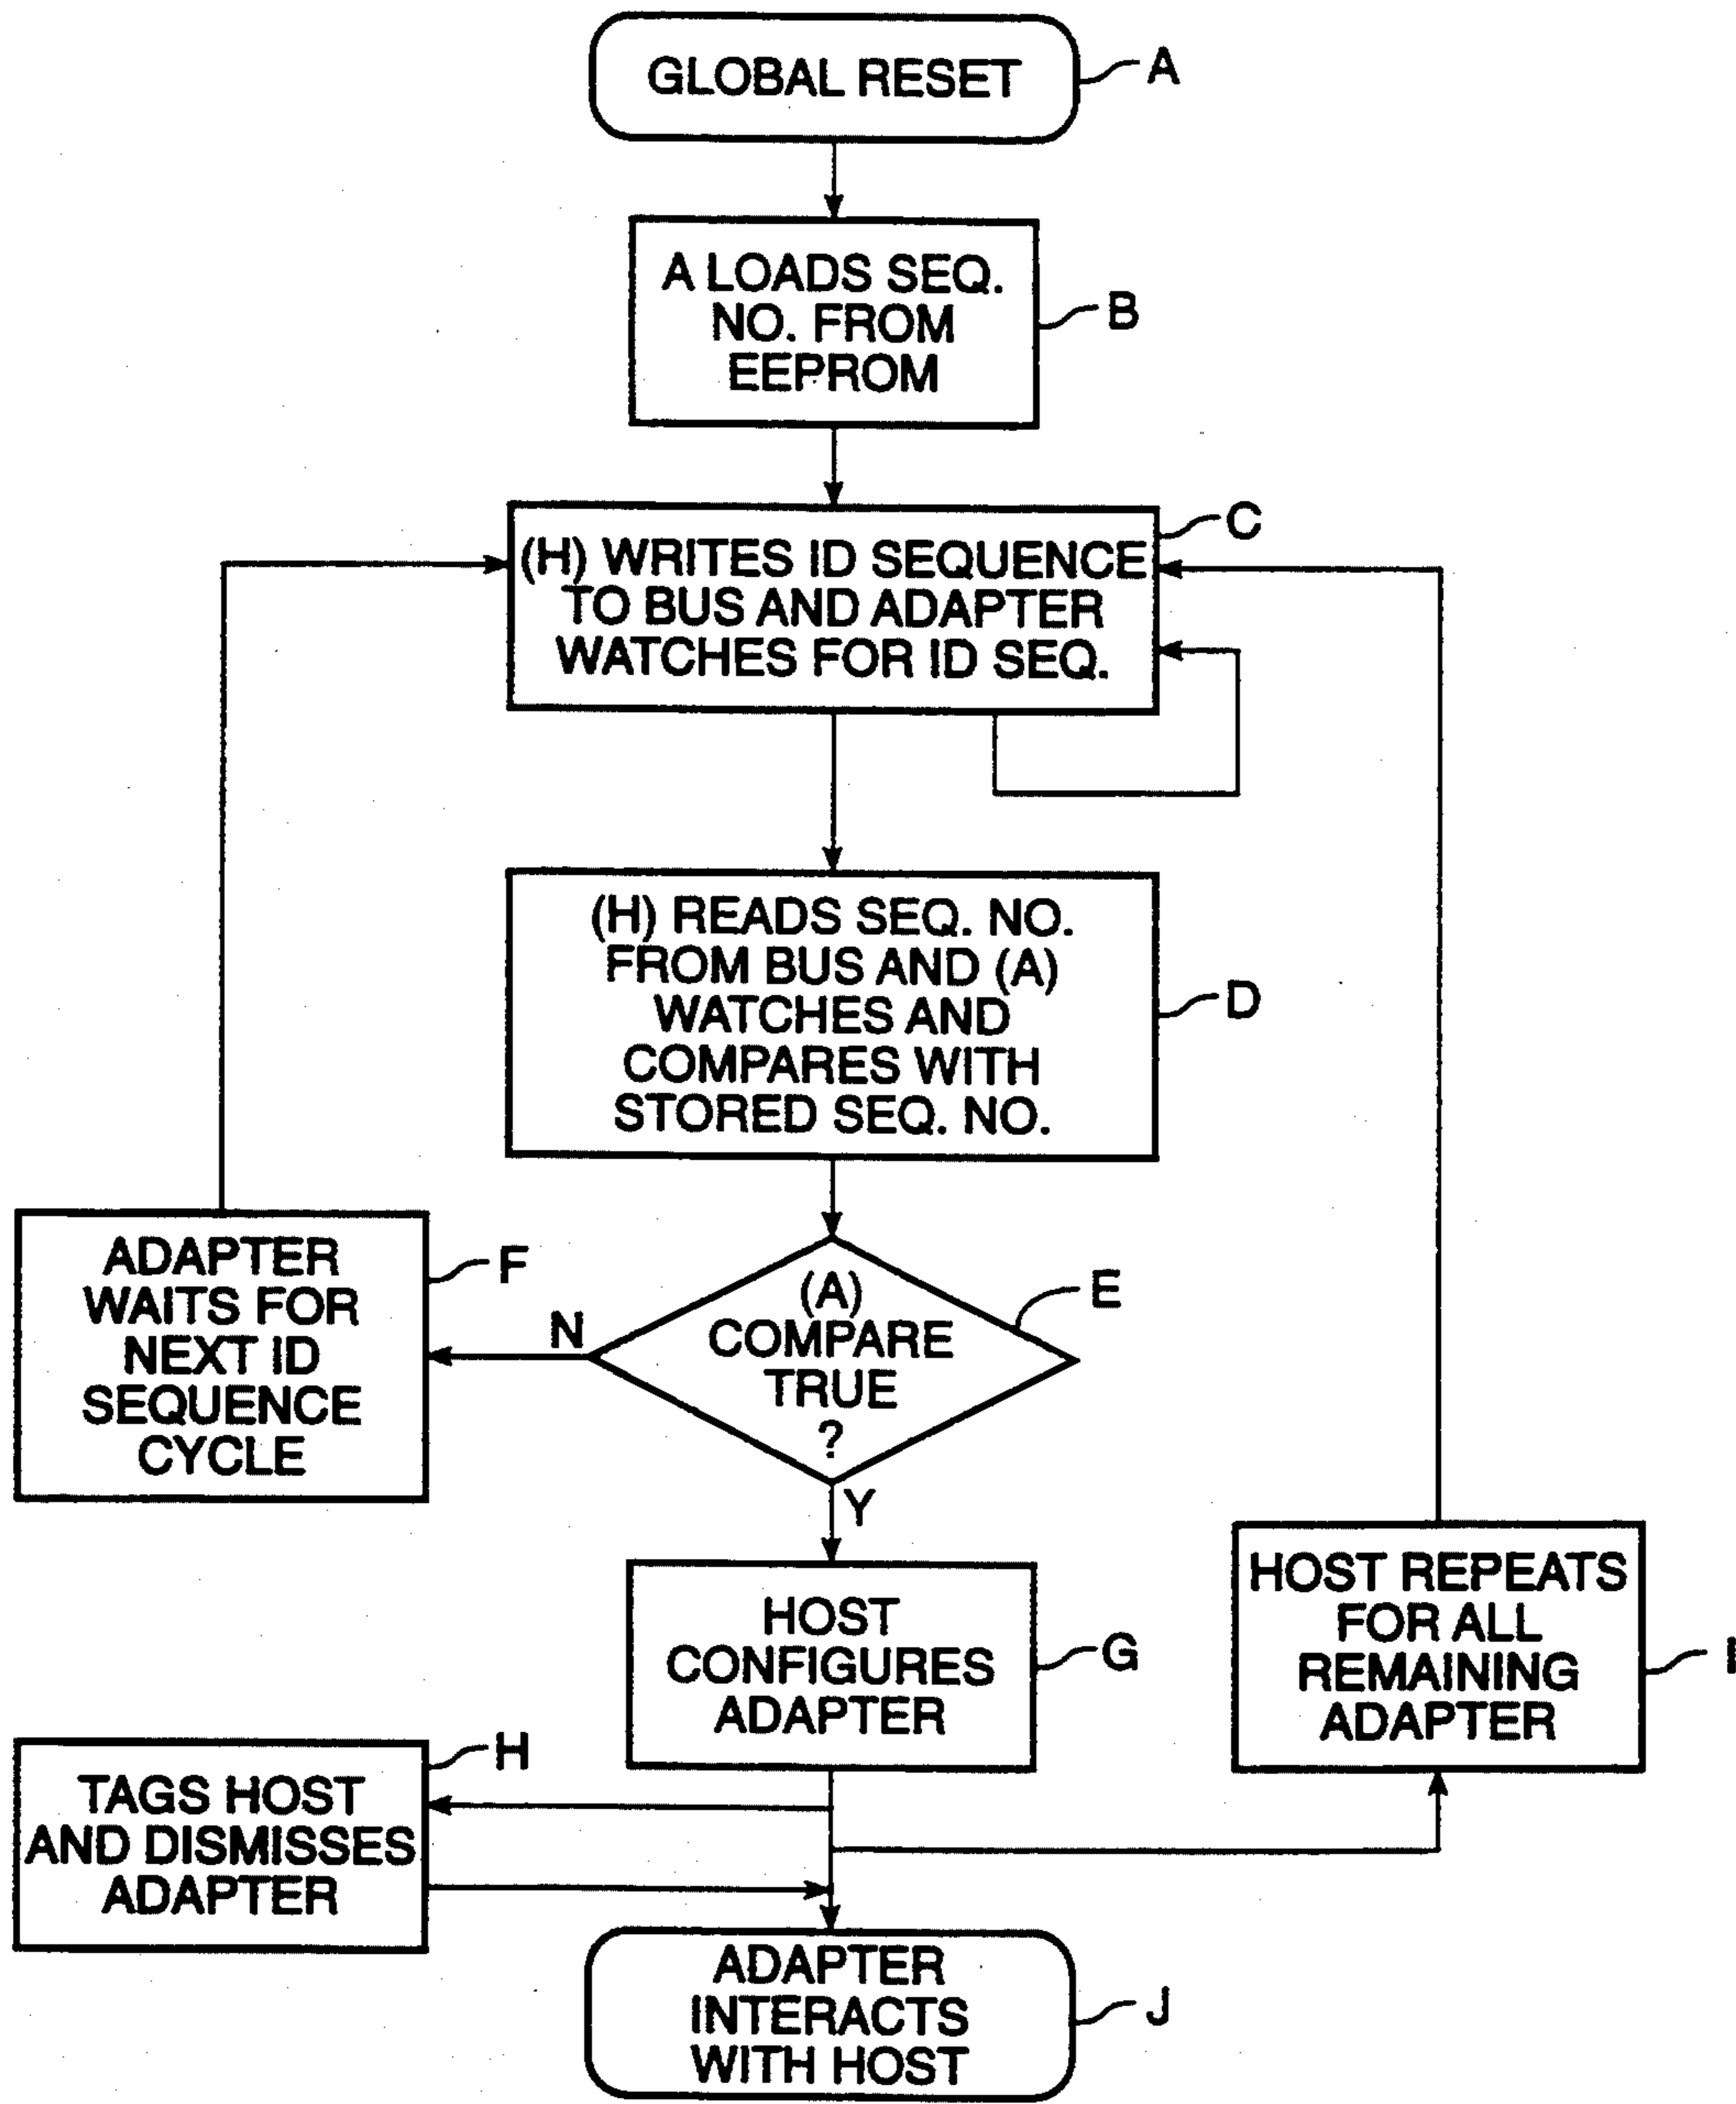 GLOBAL RESET
A
A LOADS SEQ.
NO. FROM
EEPROM
B
(H) WRITES ID SEQUENCE
TO BUS AND ADAPTER
WATCHES FOR ID SEQ.
C
(H) READS SEQ. NO.
FROM BUS AND (A)
WATCHES AND
COMPARES WITH
STORED SEQ. NO.
D
(A)
COMPARE
TRUE
?
E
N
Y
ADAPTER
WAITS FOR
NEXT ID
SEQUENCE
CYCLE
F
HOST
CONFIGURES
ADAPTER
G
TAGS HOST
AND DISMISSES
ADAPTER
H
HOST REPEATS
FOR ALL
REMAINING
ADAPTER
I
ADAPTER
INTERACTS
WITH HOST
J